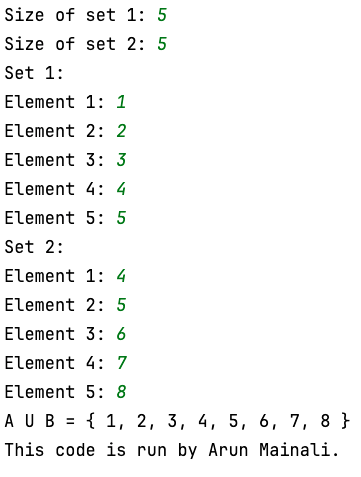 Size of set 1: 5
Size of set 2: 5
Set 1:
Element 1: 1
Element 2: 2
Element 3: 3
Element 4: 4
Element 5: 5
Set 2:
Element 1: 4
Element 2: 5
Element 3: 6
Element 4: 7
Element 5: 8
A U B = { 1, 2, 3, 4, 5, 6, 7, 8 }
This code is run by Arun Mainali.